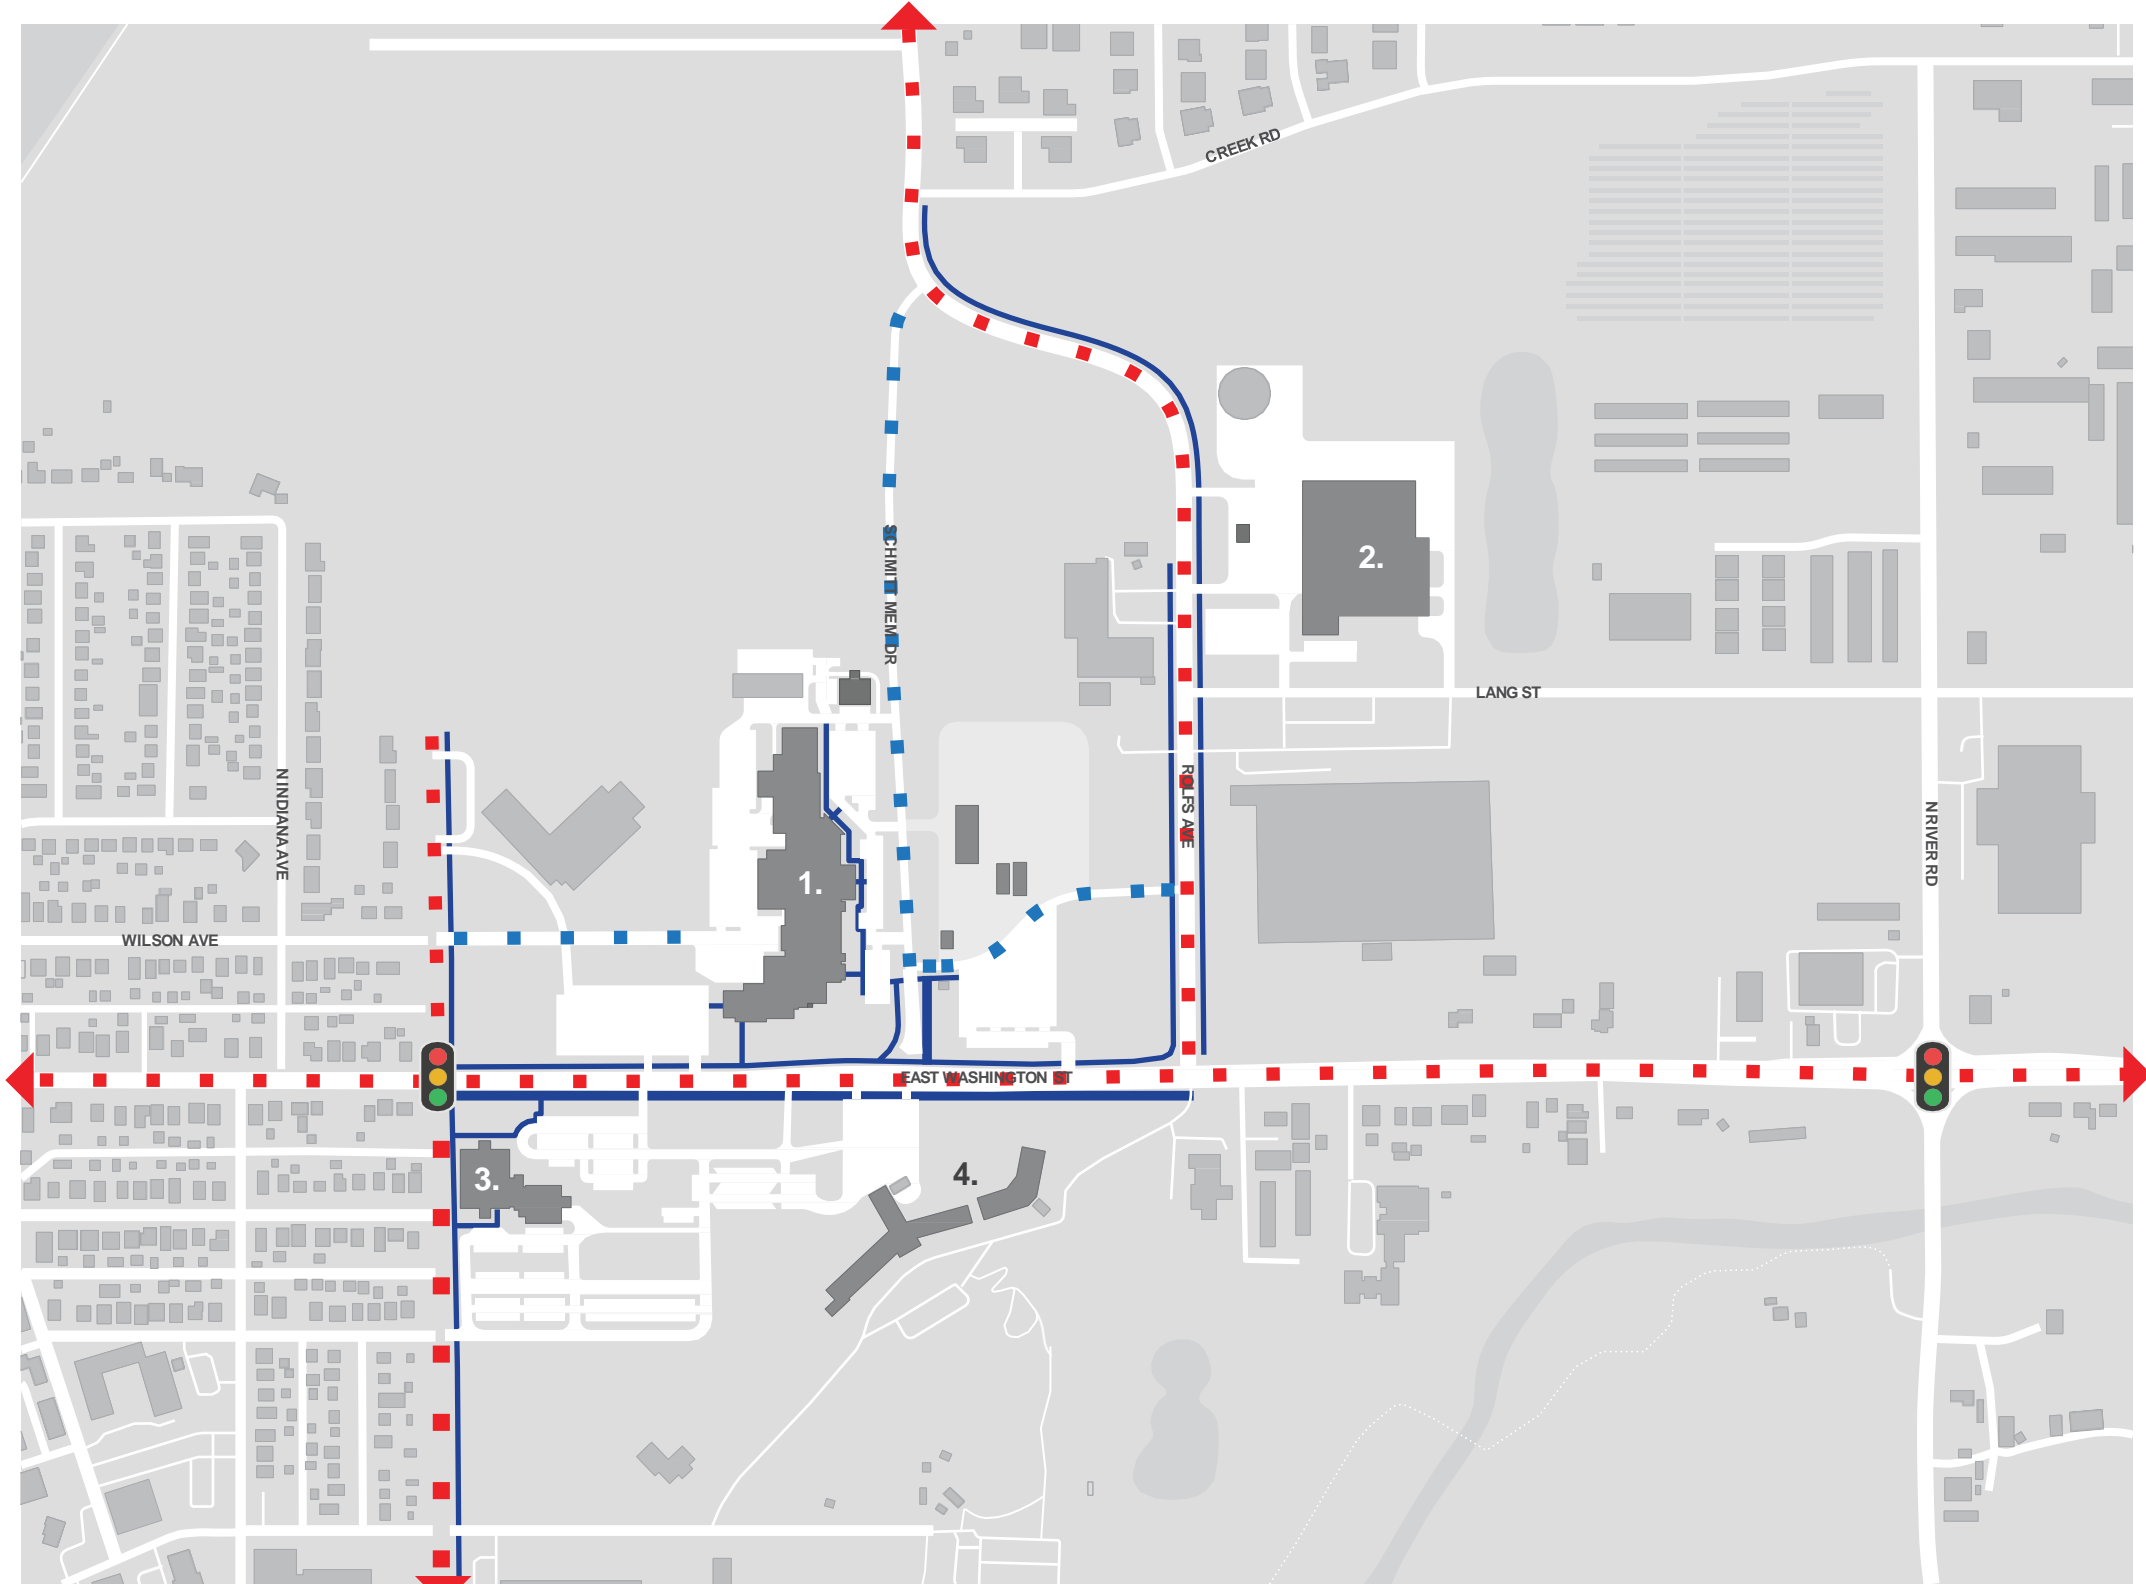 CREEK RD
SCHMITT MEM DR
2.
LANG ST
N INDIANA AVE
ROLFS AVE
N RIVER RD
1.
WILSON AVE
EAST WASHINGTON ST
3.
4.